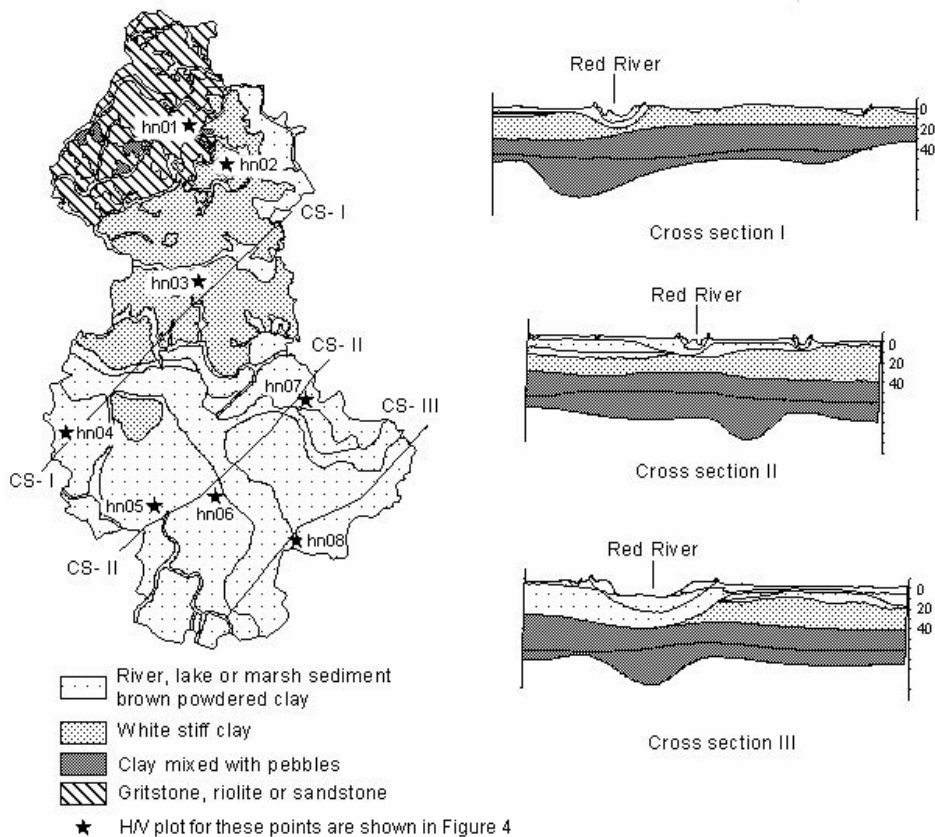 Red River
0
20
40
Cross section I
hn01
hn02
CS- I
hn03
Red River
0
20
40
Cross section II
CS- II
hn07
CS- III
hn04
CS- I
hn05
hn06
CS- II
hn08
Red River
0
20
40
Cross section III
River, lake or marsh sediment
brown powdered clay
White stiff clay
Clay mixed with pebbles
Gritstone, riolite or sandstone
H/V plot for these points are shown in Figure 4